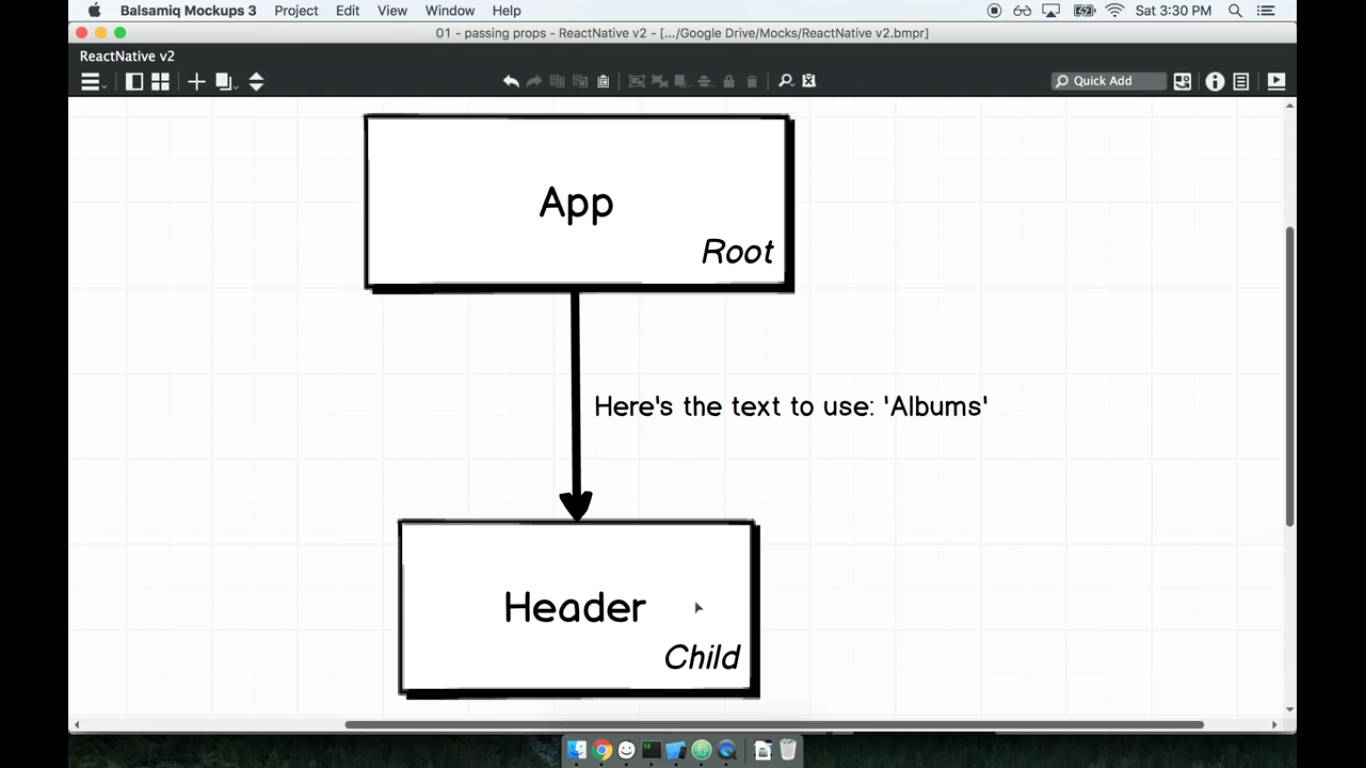 Balsamiq Mockups 3 Project Edit View Window Help Sat 3:30 PM
01 - passing props - ReactNative v2 - [.../Google Drive/Mocks/ReactNative v2.bmpr]
ReactNative v2
Quick Add
App
Root
Here's the text to use: 'Albums'
Header
Child